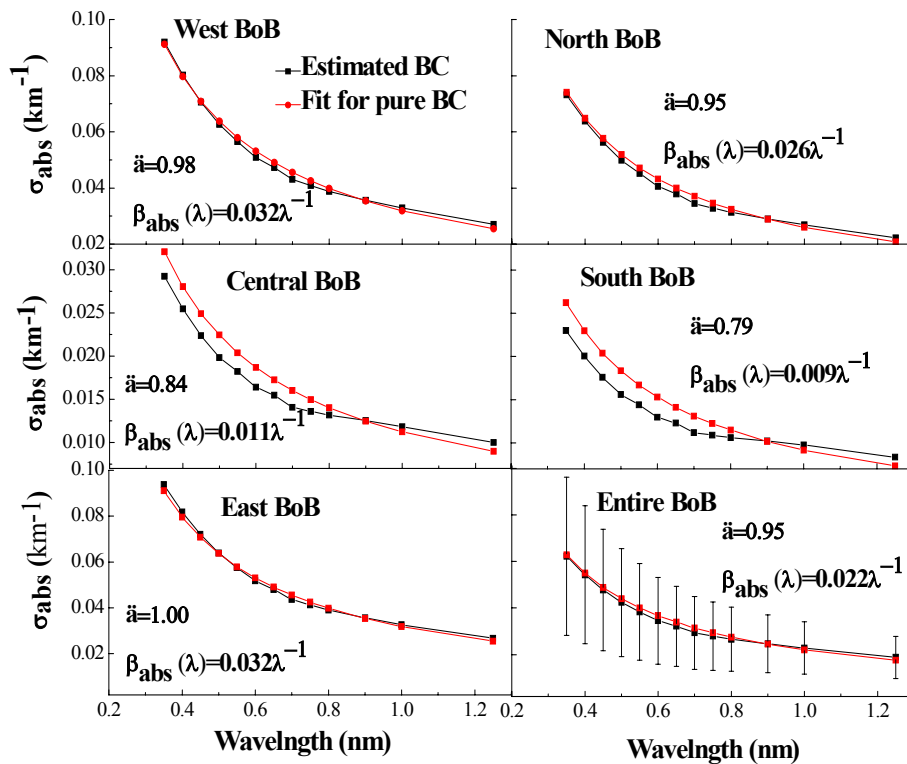 0.10
0.08
0.06
0.04
0.02
σabs (km⁻¹)
West BoB
Estimated BC
Fit for pure BC
ä=0.98
βabs (λ)=0.032λ⁻¹
North BoB
ä=0.95
βabs (λ)=0.026λ⁻¹
0.030
0.025
0.020
0.015
0.010
σabs (km⁻¹)
Central BoB
ä=0.84
βabs (λ)=0.011λ⁻¹
South BoB
ä=0.79
βabs (λ)=0.009λ⁻¹
0.10
0.08
0.06
0.04
0.02
σabs (km⁻¹)
East BoB
ä=1.00
βabs (λ)=0.032λ⁻¹
Entire BoB
ä=0.95
βabs (λ)=0.022λ⁻¹
0.2 0.4 0.6 0.8 1.0 1.2
0.2 0.4 0.6 0.8 1.0 1.2
Wavelngth (nm)
Wavelngth (nm)